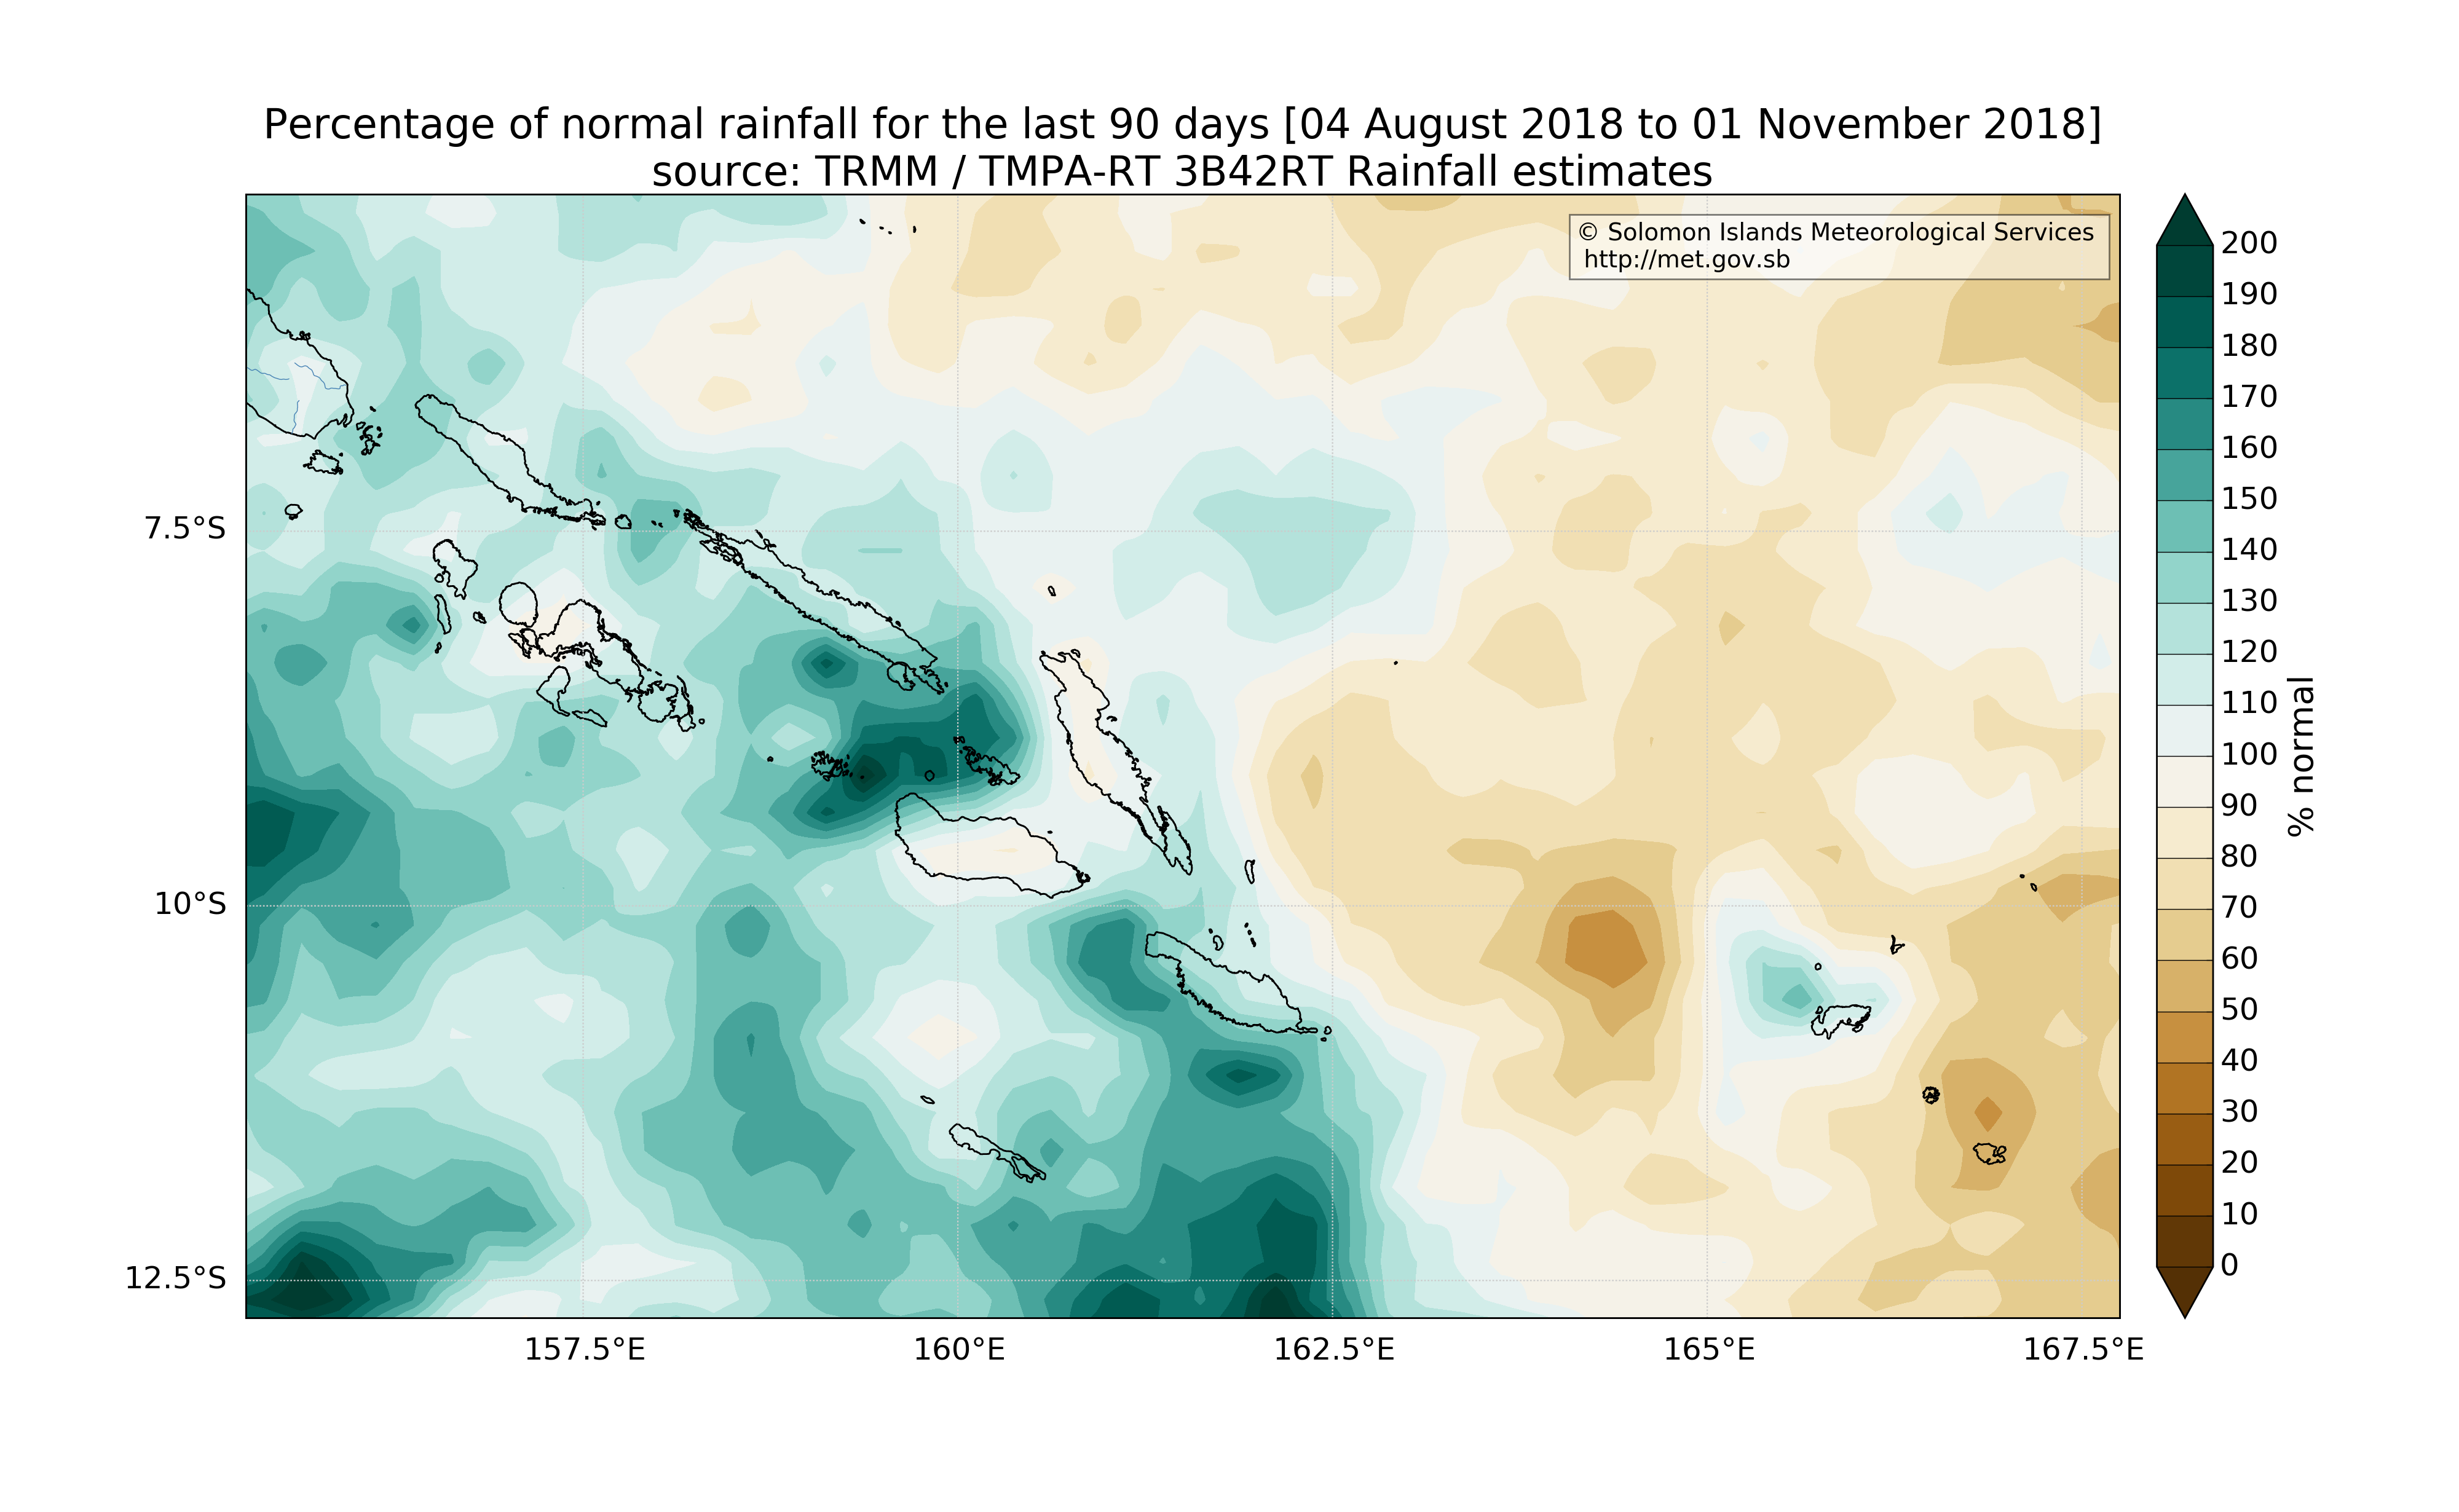 Percentage of normal rainfall for the last 90 days [04 August 2018 to 01 November 2018]
source: TRMM / TMPA-RT 3B42RT Rainfall estimates
© Solomon Islands Meteorological Services
http://met.gov.sb
7.5°S
10°S
12.5°S
157.5°E
160°E
162.5°E
165°E
167.5°E
200
190
180
170
160
150
140
130
120
110
100
90
80
70
60
50
40
30
20
10
0
% normal